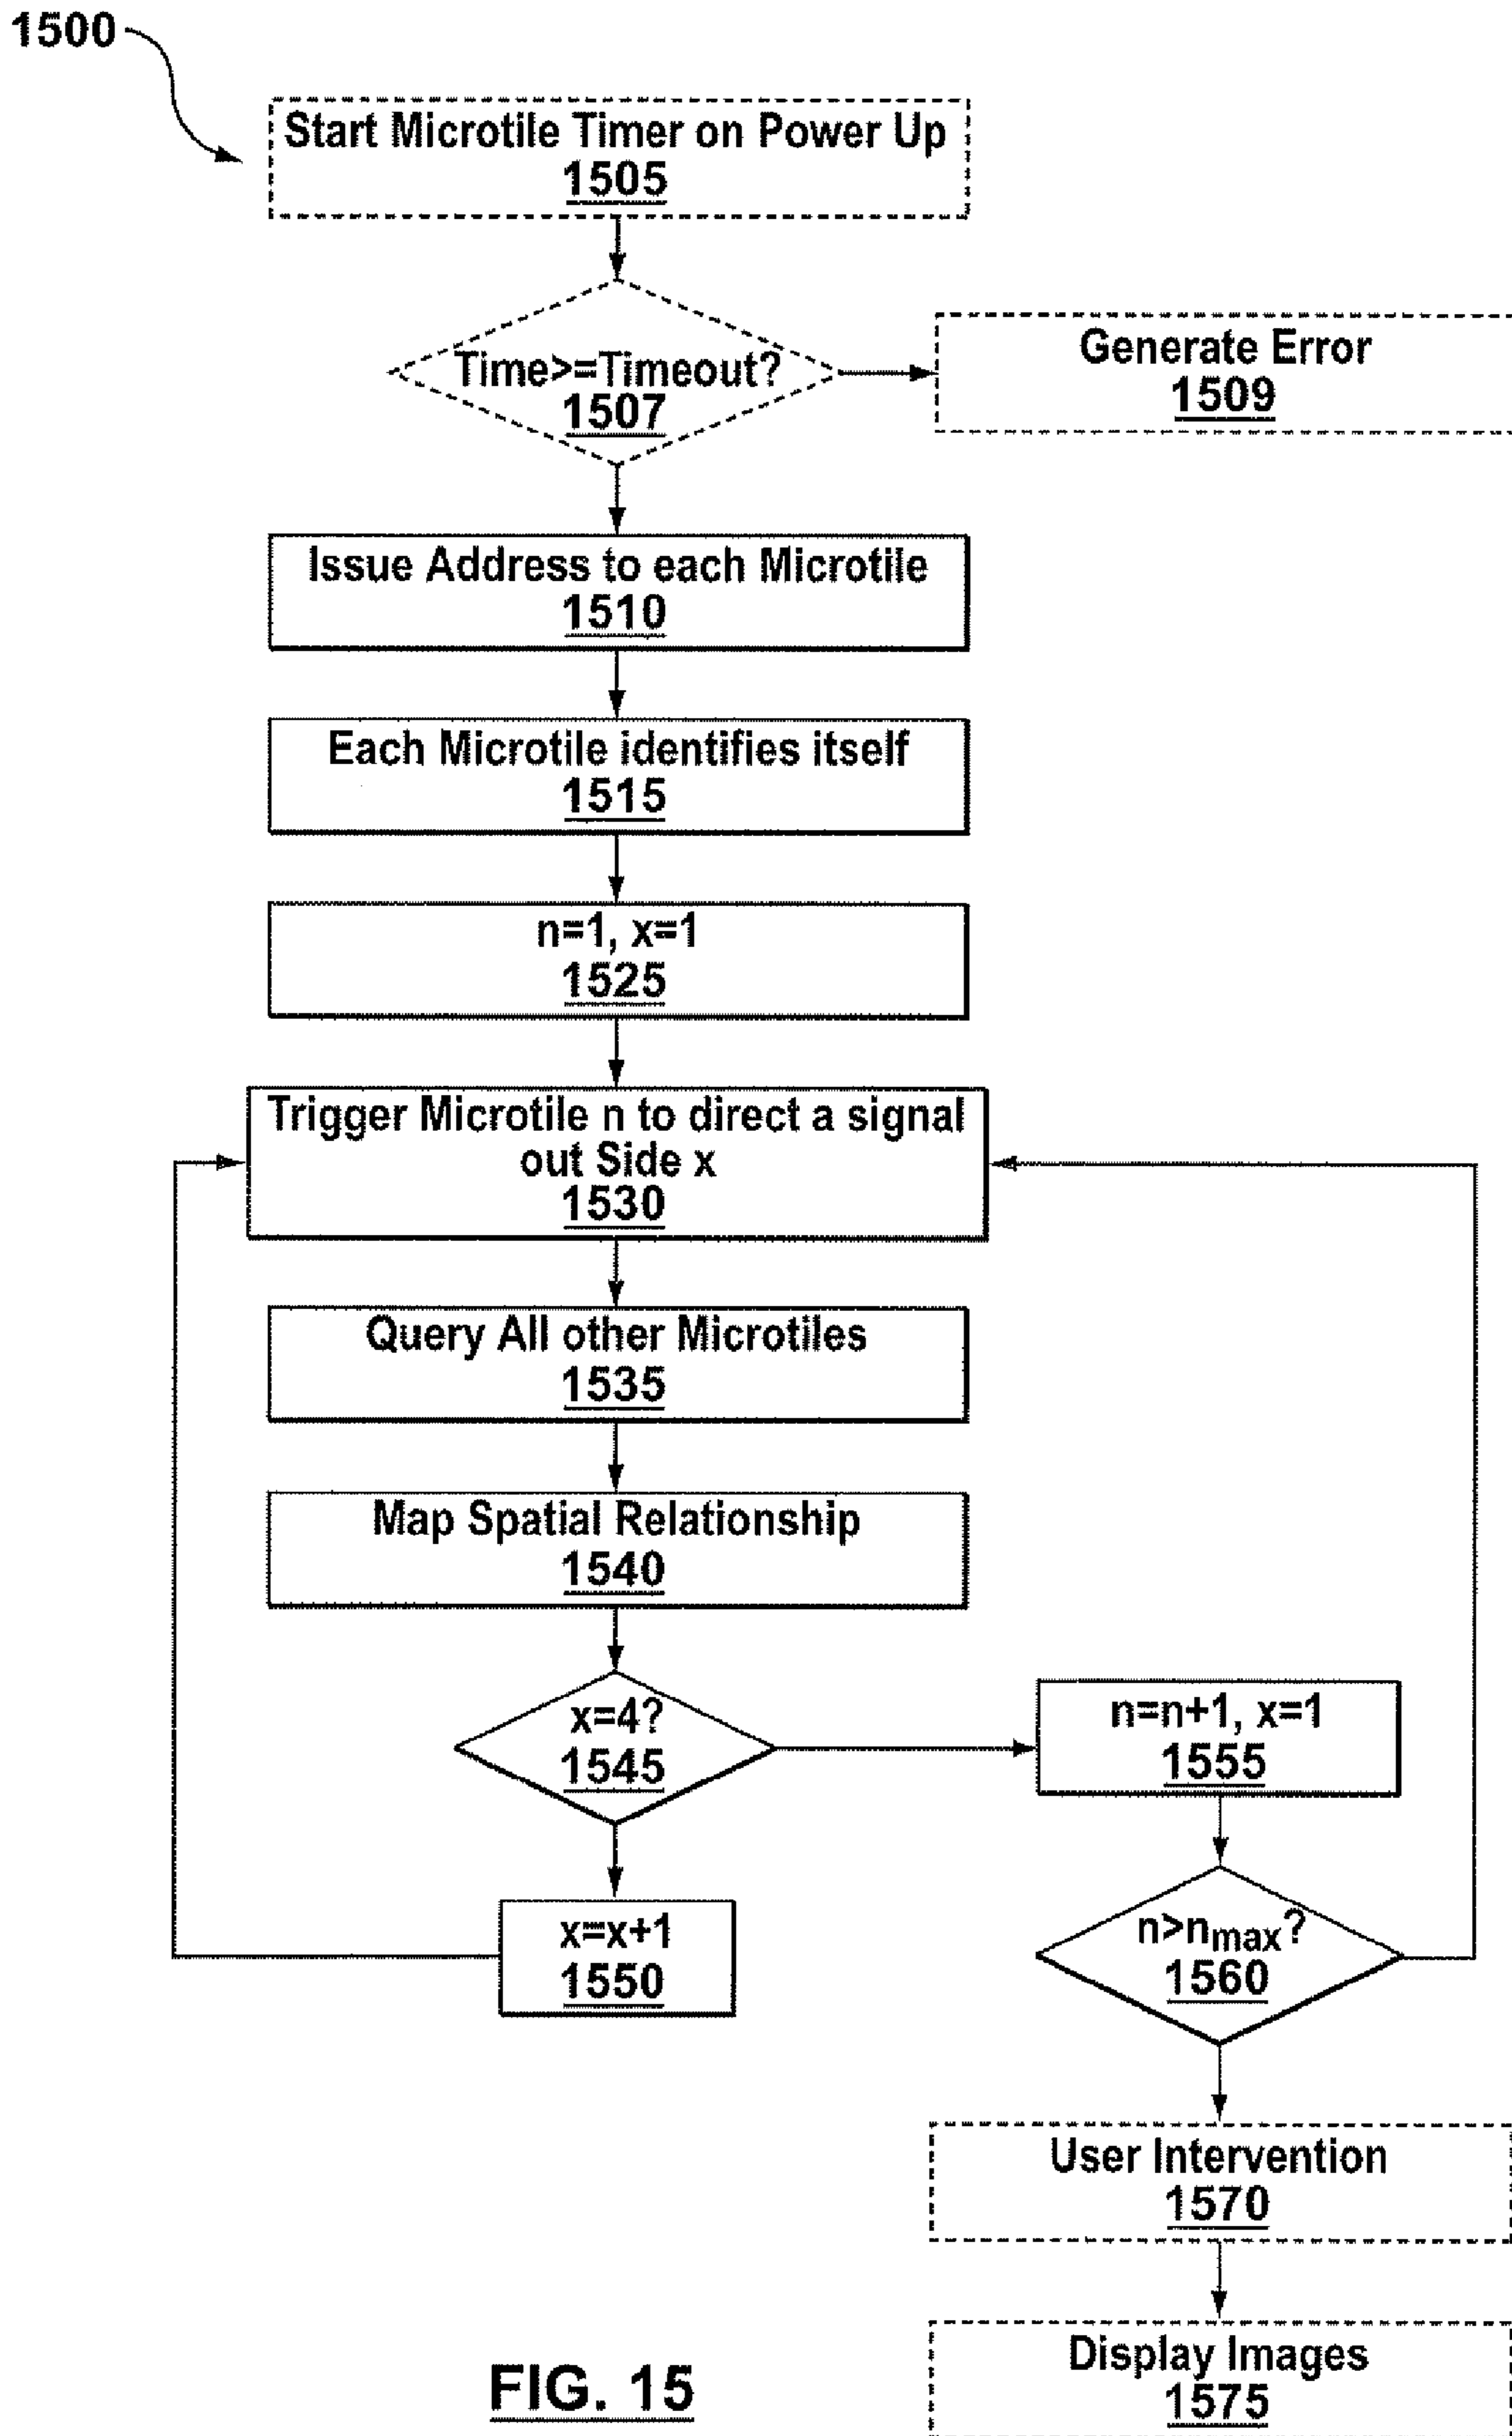 1500
Start Microtile Timer on Power Up
1505
Time>=Timeout?
1507
Generate Error
1509
Issue Address to each Microtile
1510
Each Microtile identifies itself
1515
n=1, x=1
1525
Trigger Microtile n to direct a signal
out Side x
1530
Query All other Microtiles
1535
Map Spatial Relationship
1540
x=4?
1545
n=n+1, x=1
1555
x=x+1
1550
n>nmax?
1560
User Intervention
1570
Display Images
1575
FIG. 15